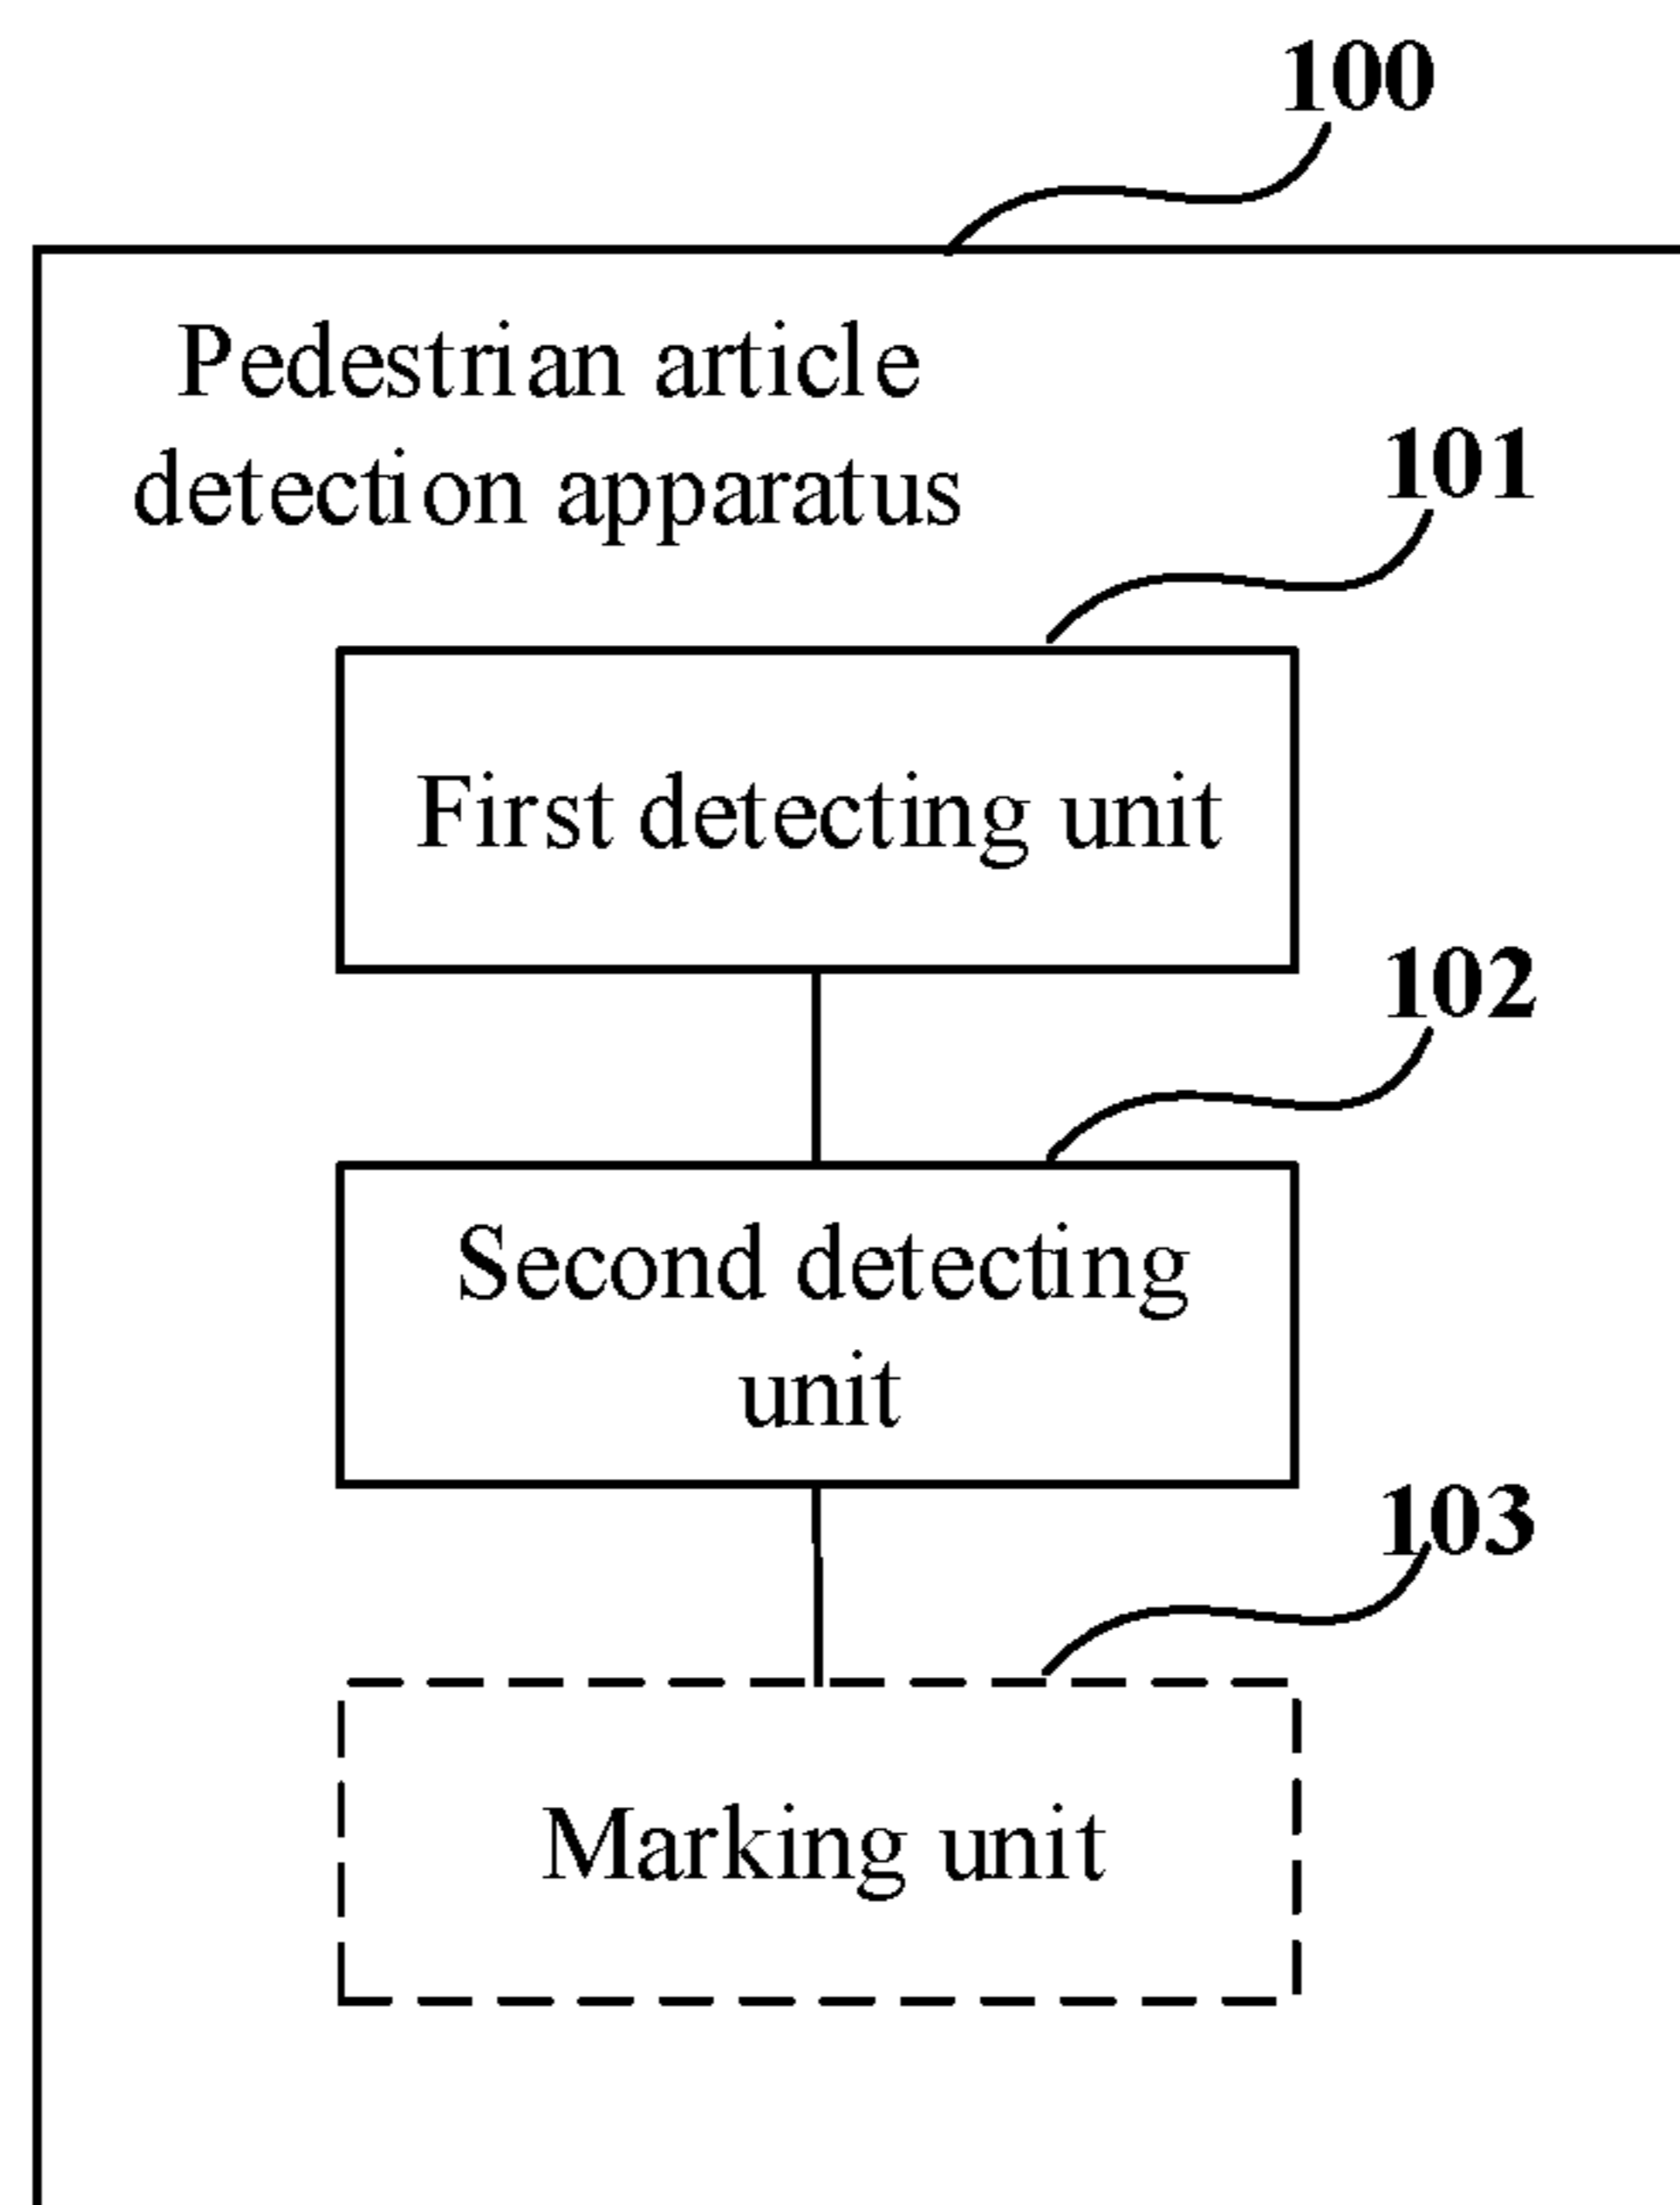 100
Pedestrian article
detection apparatus
101
First detecting unit
102
Second detecting
unit
103
Marking unit